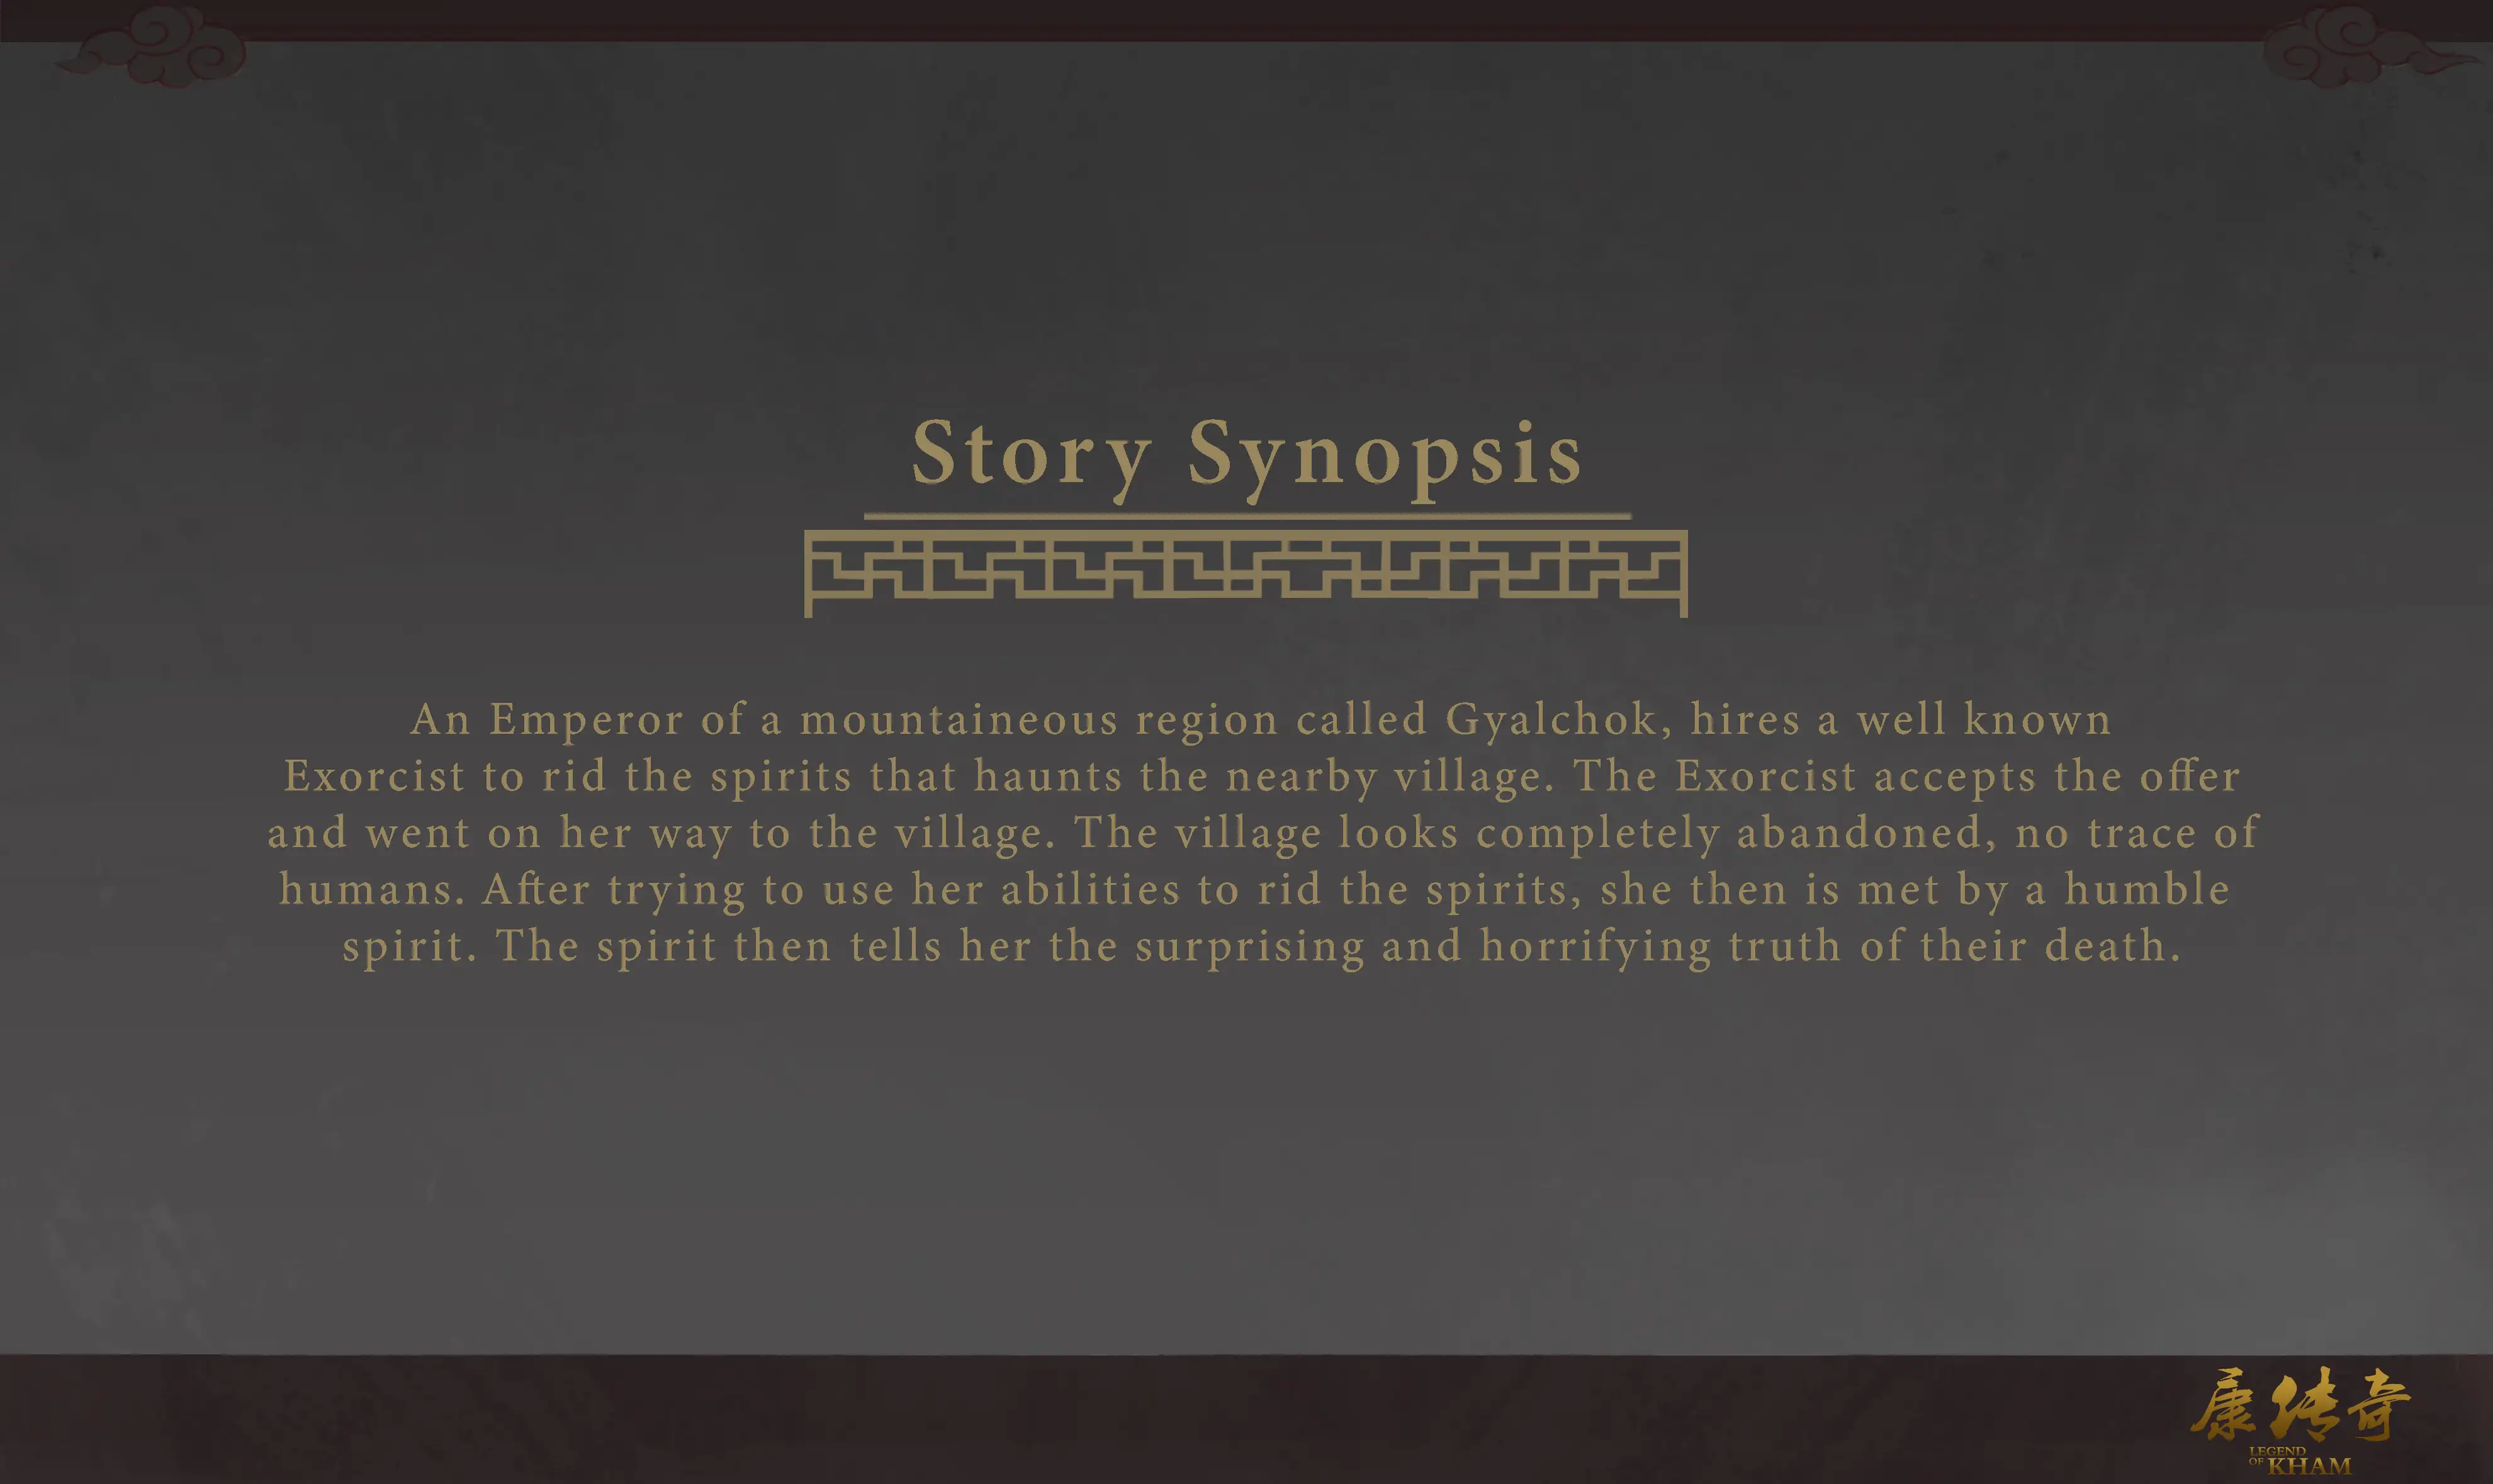 Story Synopsis
An Emperor of a mountaineous region called Gyalchok, hires a well known
Exorcist to rid the spirits that haunts the nearby village. The Exorcist accepts the offer
and went on her way to the village. The village looks completely abandoned, no trace of
humans. After trying to use her abilities to rid the spirits, she then is met by a humble
spirit. The spirit then tells her the surprising and horrifying truth of their death.
康传奇
LEGEND
OF KHAM